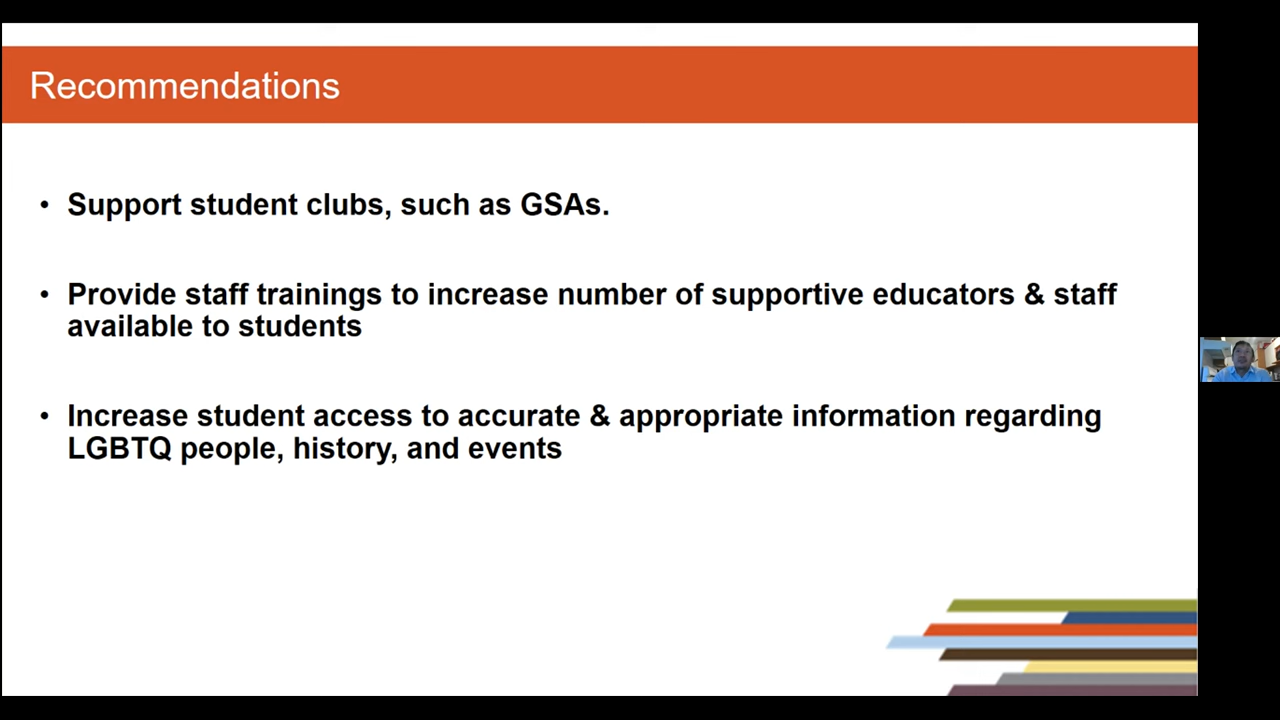 Recommendations
• Support student clubs, such as GSAs.
• Provide staff trainings to increase number of supportive educators & staff
available to students
• Increase student access to accurate & appropriate information regarding
LGBTQ people, history, and events